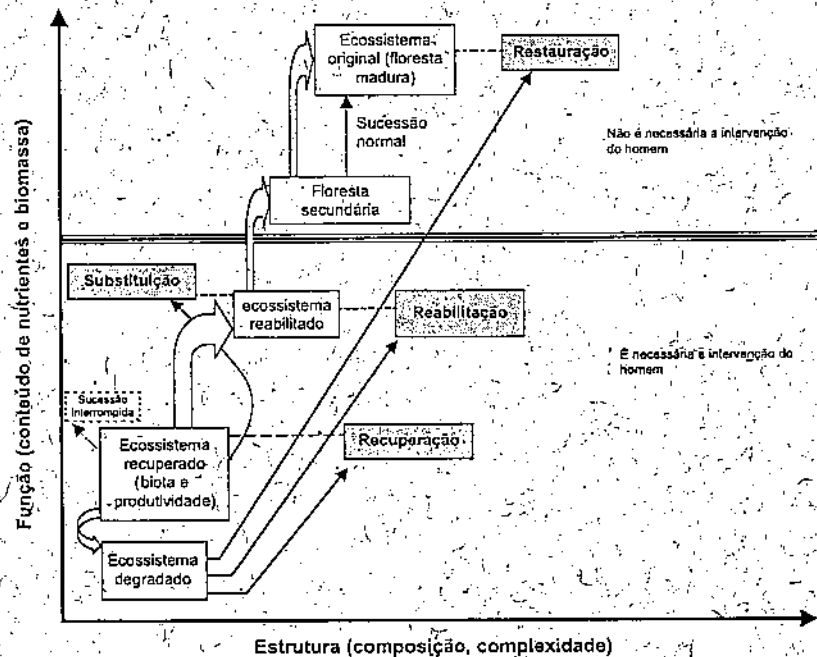 Ecossistema
original (floresta
madura)
Restauração
Sucessão
normal
Não é necessária a intervenção
do homem
Floresta
secundária
Substituição
ecossistema
reabilitado
Reabilitação
É necessária a intervenção do
homem
Sucessão
Interrompida
Ecossistema
recuperado
(biota e
produtividade)
Recuperação
Ecossistema
degradado
Função (conteúdo de nutrientes o biomassa)
Estrutura (composição, complexidade)